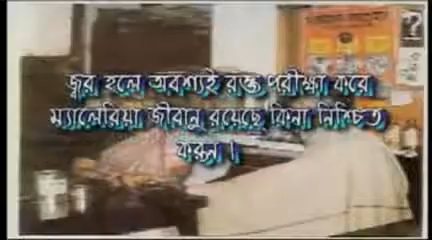 জ্বর হলে অবশ্যই রক্ত পরীক্ষা করে
ম্যালেরিয়া জীবানু রয়েছে কিনা নিশ্চিত
করুন ।